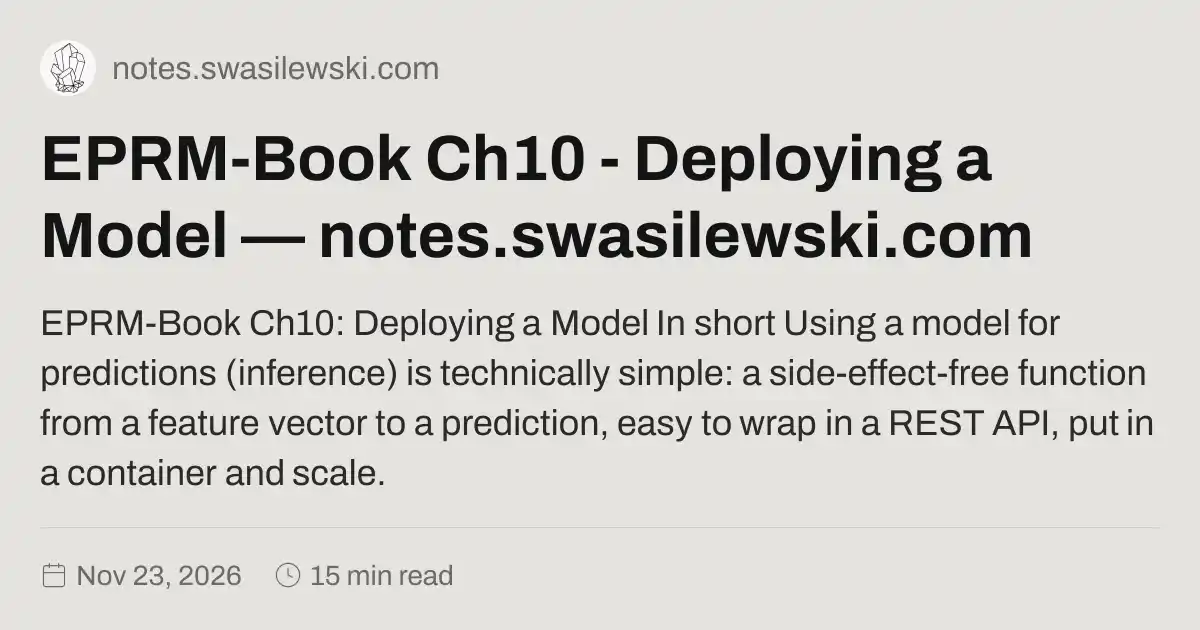 notes.swasilewski.com
EPRM-Book Ch10 - Deploying a
Model — notes.swasilewski.com
EPRM-Book Ch10: Deploying a Model In short Using a model for
predictions (inference) is technically simple: a side-effect-free function
from a feature vector to a prediction, easy to wrap in a REST API, put in
a container and scale.
Nov 23, 2026 15 min read